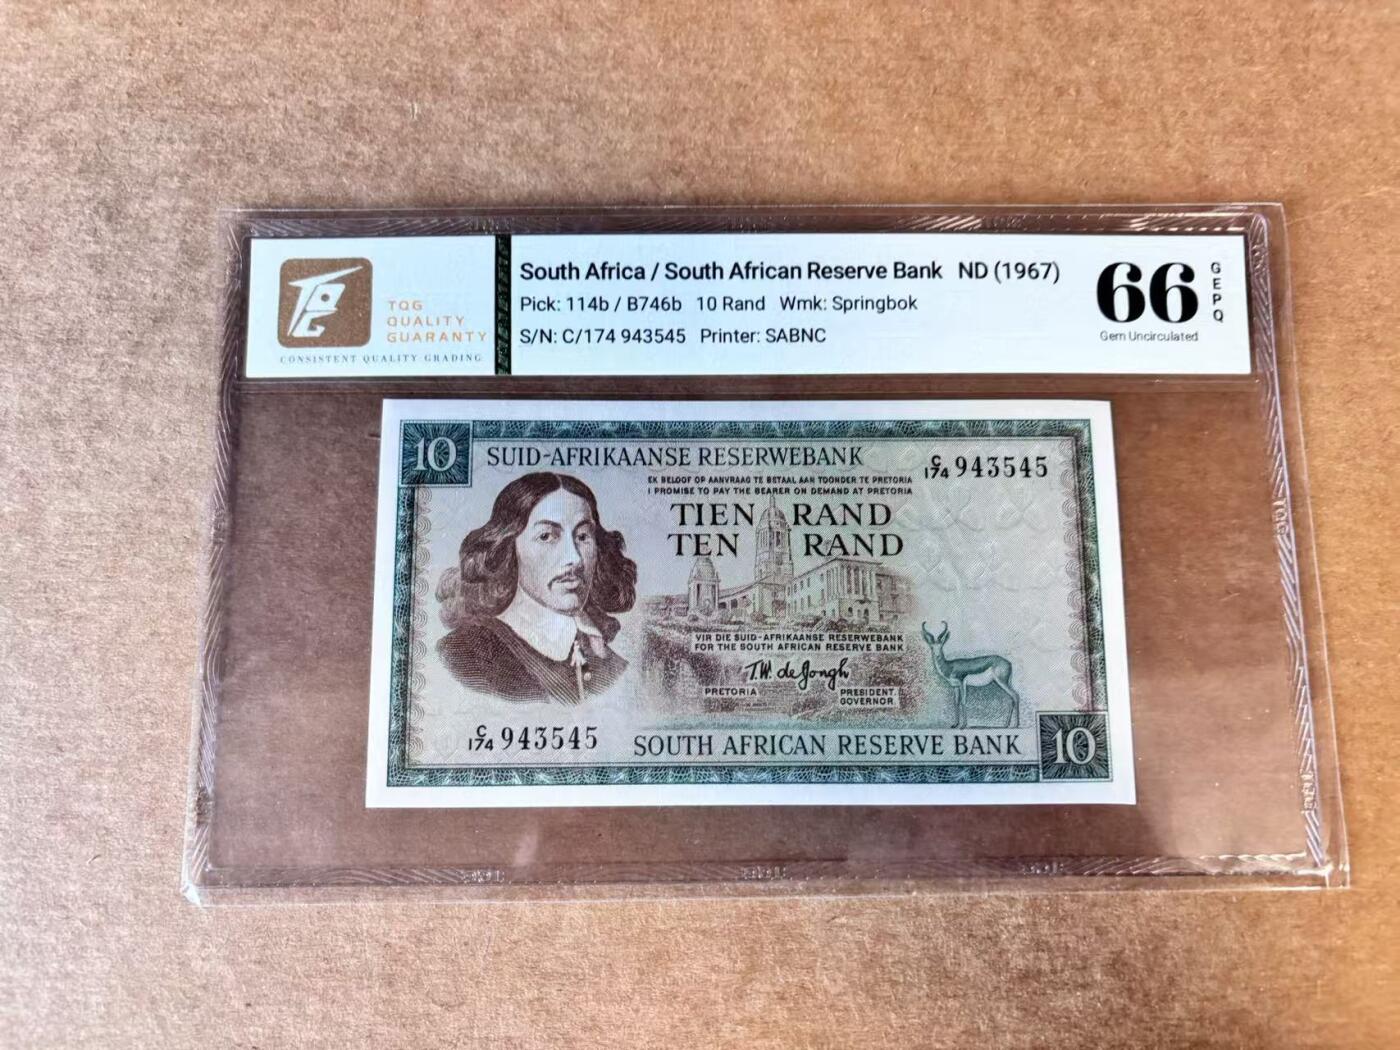 TQG
QUALITY
GUARANTY
CONSISTENT QUALITY GRADING
South Africa / South African Reserve Bank ND (1967)
Pick: 114b / B746b 10 Rand Wmk: Springbok
S/N: C/174 943545 Printer: SABNC
66
GEPQ
Gem Uncirculated
10
SUID-AFRIKAANSE RESERWEBANK
C/174 943545
EK BELOOF OP AANVRAAG TE BETAAL AAN TOONDER TE PRETORIA
I PROMISE TO PAY THE BEARER ON DEMAND AT PRETORIA
TIEN RAND
TEN RAND
VIR DIE SUID-AFRIKAANSE RESERWEBANK
FOR THE SOUTH AFRICAN RESERVE BANK
T.W. de Jongh
PRETORIA
PRESIDENT.
GOVERNOR.
C/174 943545
SOUTH AFRICAN RESERVE BANK
10